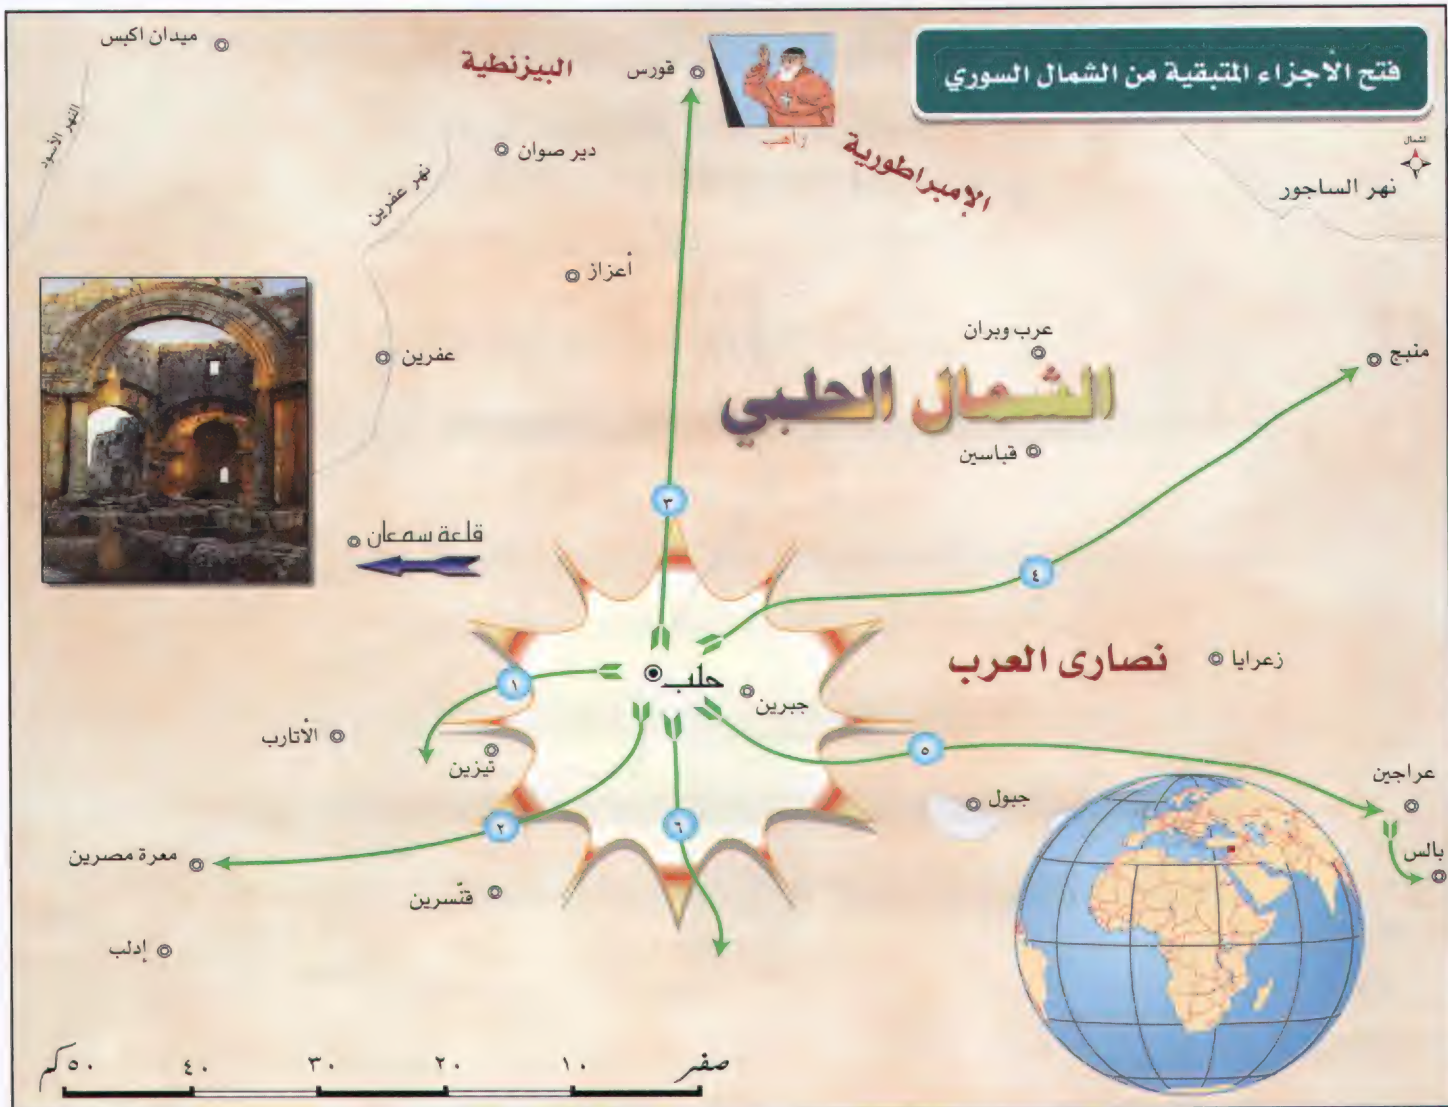 فتح الأجزاء المتبقية من الشمال السوري
ميدان اكبس
البيزنطية
قورس
راهب
الإمبراطورية
الشمال
نهر الساجور
النهر الأسود
نهر عفرين
دير صوان
أعزاز
عفرين
عرب وبران
منبج
الشمال الحلبي
قباسين
٣
قلعة سمعان
٤
نصارى العرب
زعرايا
حلب
جبرين
١
الأتارب
تيزين
٥
عراجين
جبول
بالس
٢
٦
معرة مصرين
قنّسرين
إدلب
صفر ١٠ ٢٠ ٣٠ ٤٠ ٥٠ كم